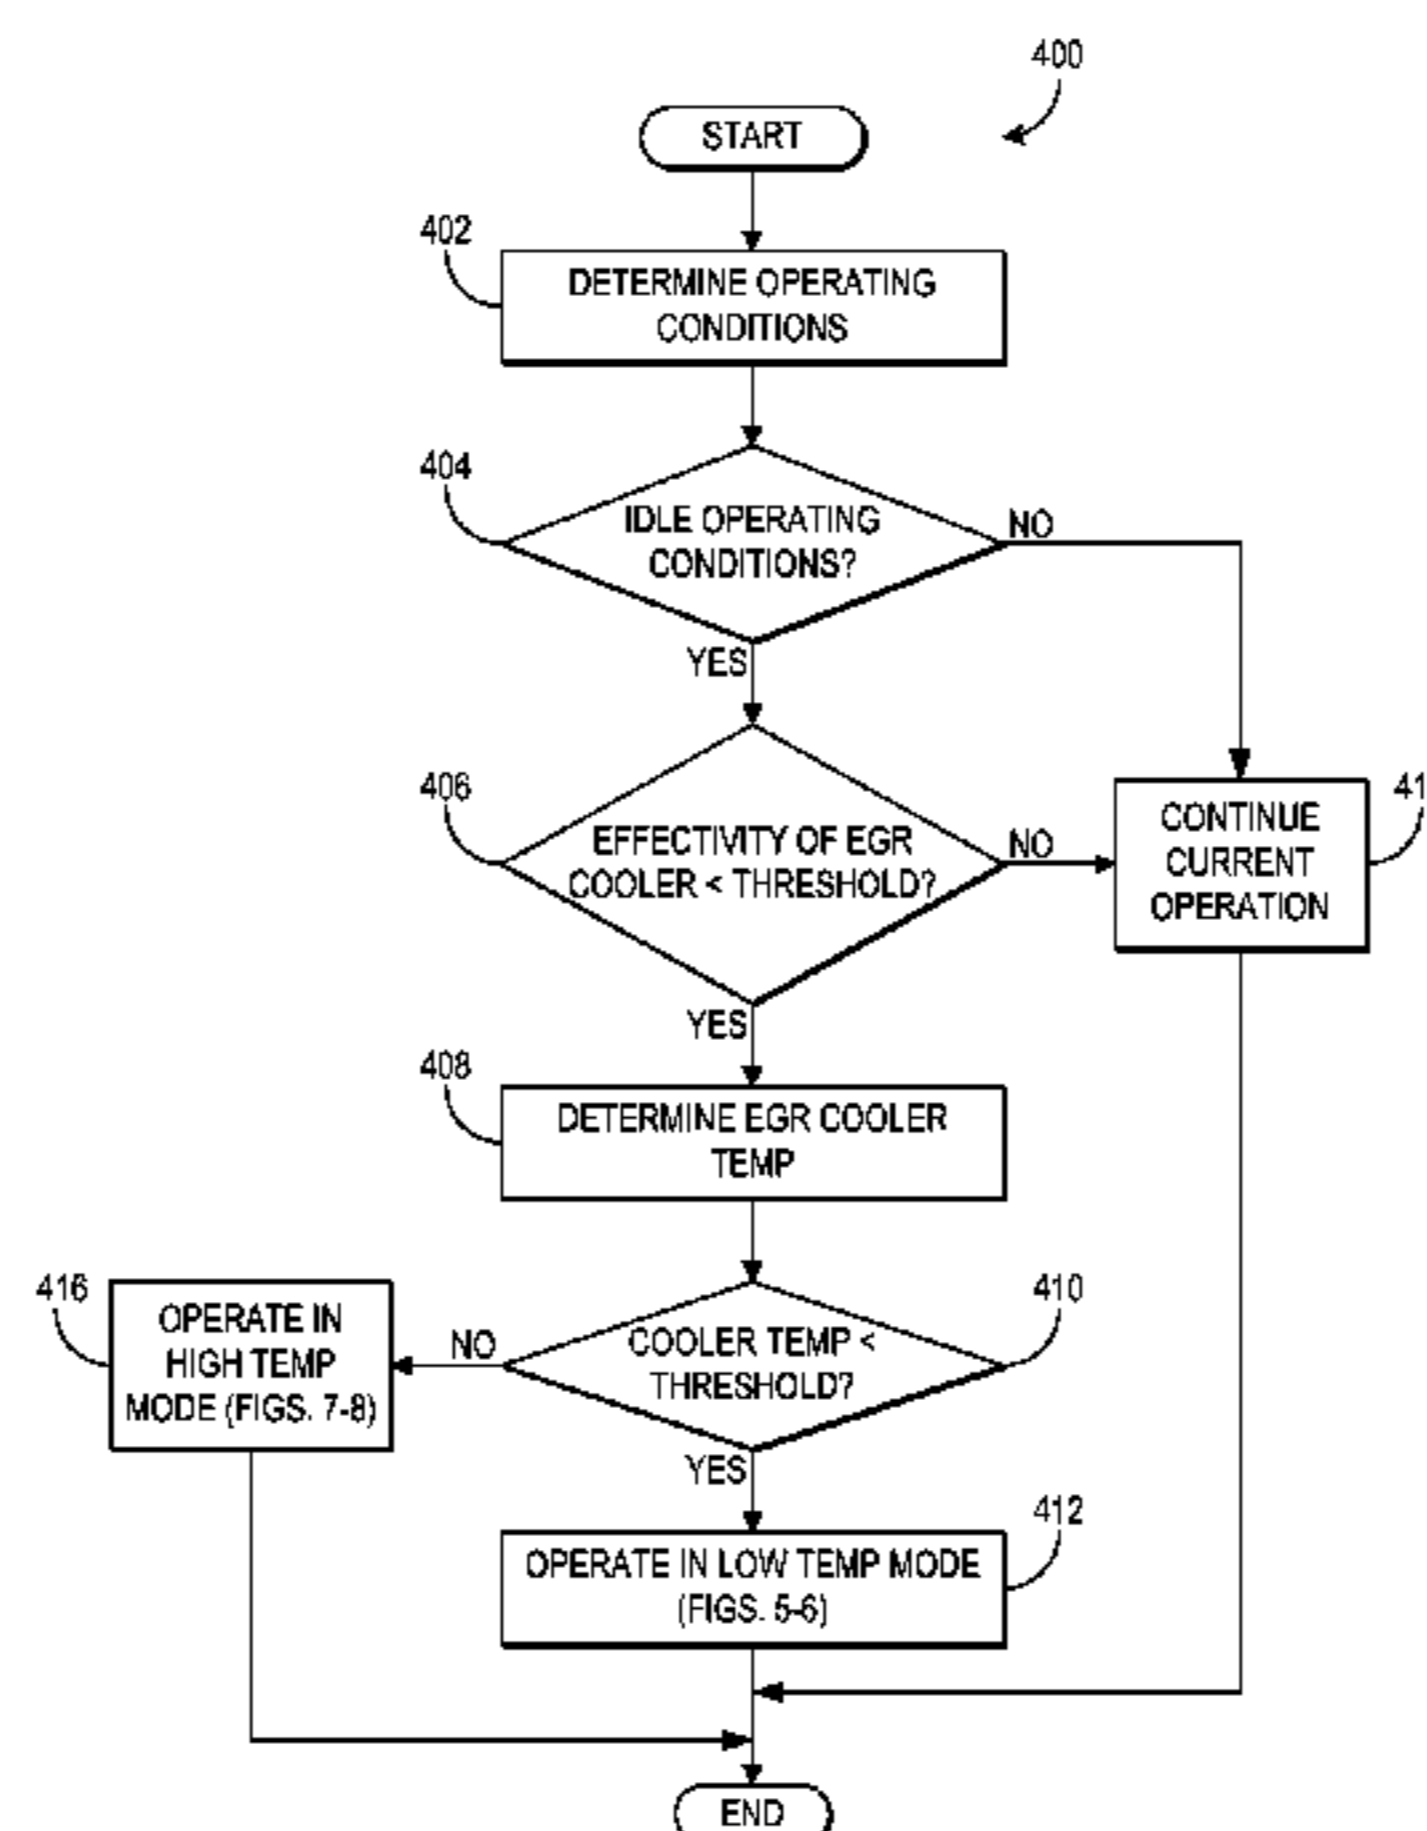 400
START
402
DETERMINE OPERATING
CONDITIONS
404
IDLE OPERATING
CONDITIONS?
NO
YES
406
EFFECTIVITY OF EGR
COOLER < THRESHOLD?
NO
CONTINUE
CURRENT
OPERATION
41
YES
408
DETERMINE EGR COOLER
TEMP
416
OPERATE IN
HIGH TEMP
MODE (FIGS. 7-8)
NO
COOLER TEMP <
THRESHOLD?
410
YES
OPERATE IN LOW TEMP MODE
(FIGS. 5-6)
412
END